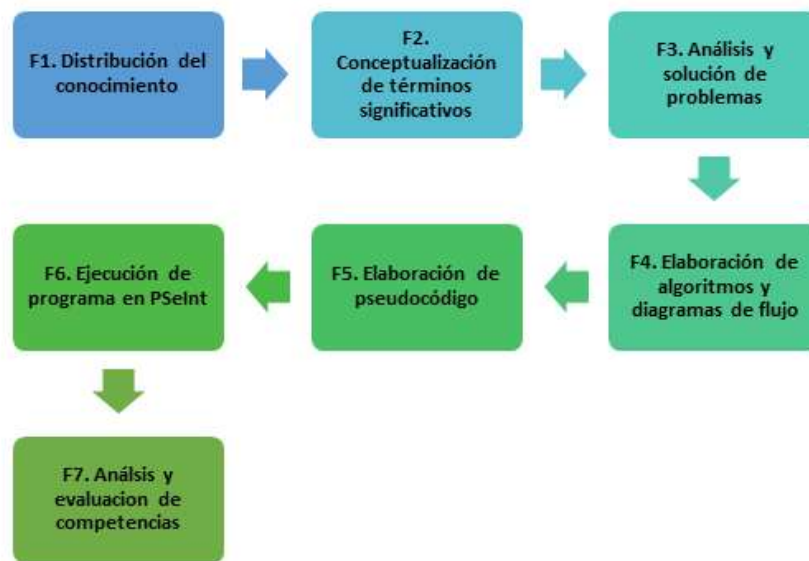 F1. Distribución del
conocimiento
F2.
Conceptualización
de términos
significativos
F3. Análisis y
solución de
problemas
F4. Elaboración de
algoritmos y
diagramas de flujo
F5. Elaboración de
pseudocódigo
F6. Ejecución de
programa en PSeInt
F7. Análsis y
evaluacion de
competencias